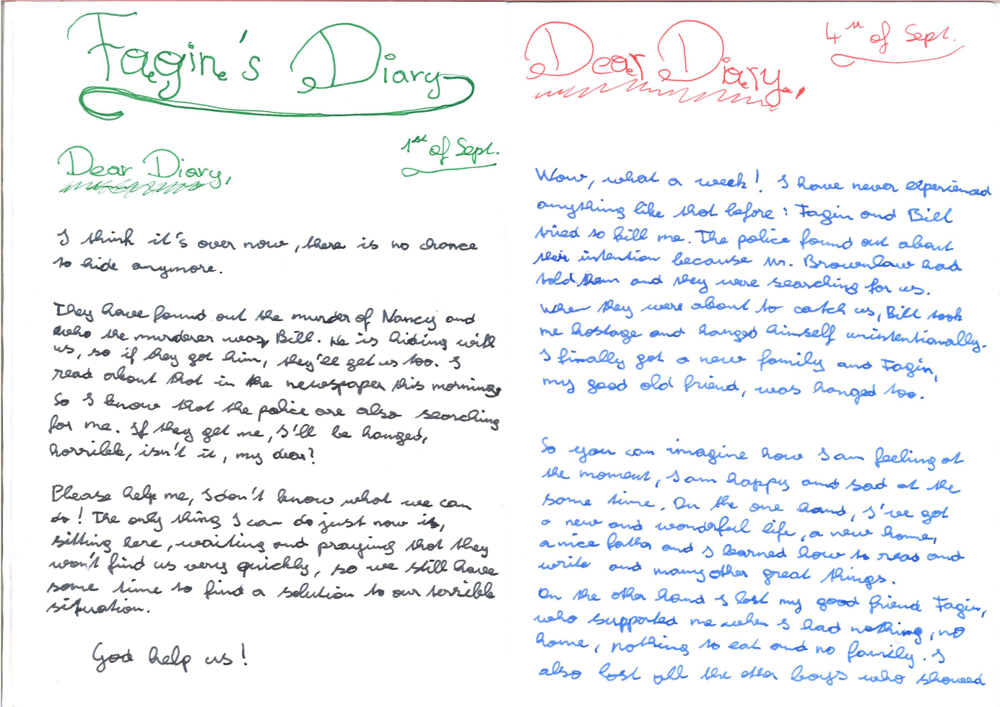 Fagin's Diary
1st of Sept.
Dear Diary,
I think it's over now, there is no chance
to hide anymore.
They have found out the murder of Nancy and
who the murderer was, Bill. He is hiding with
us, so if they got him, they'll get us too. I
read about that in the newspaper this morning,
So I know that the police are also searching
for me. If they get me, I'll be hanged,
horrible, isn't it, my dear?
Please help me, I don't know what we can
do! The only thing I can do just now is,
sitting here, waiting and praying that they
won't find us very quickly, so we still have
some time to find a solution to our terrible
situation.
God help us!
4th of Sept.
Dear Diary,
Wow, what a week! I have never experienced
anything like that before: Fagin and Bill
tried to kill me. The police found out about
their intention because Mr. Brownlow had
told them and they were searching for us.
When they were about to catch us, Bill took
me hostage and hanged himself unintentionally.
I finally got a new family and Fagin,
my good old friend, was hanged too.
So you can imagine how I am feeling at
the moment, I am happy and sad at the
same time. On the one hand, I've got
a new and wonderful life, a new home,
a nice father and I learned how to read and
write and many other great things.
On the other hand I lost my good friend Fagin,
who supported me when I had nothing, no
home, nothing to eat and no family. I
also lost all the other boys who showed